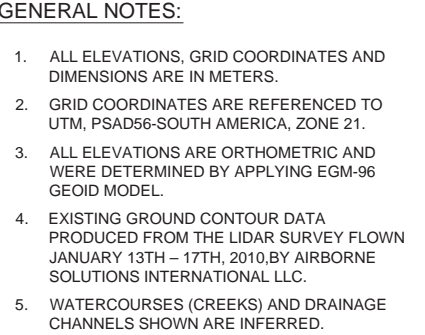 GENERAL NOTES:
1. ALL ELEVATIONS, GRID COORDINATES AND
DIMENSIONS ARE IN METERS.
2. GRID COORDINATES ARE REFERENCED TO
UTM, PSAD56-SOUTH AMERICA, ZONE 21.
3. ALL ELEVATIONS ARE ORTHOMETRIC AND
WERE DETERMINED BY APPLYING EGM-96
GEOID MODEL.
4. EXISTING GROUND CONTOUR DATA
PRODUCED FROM THE LIDAR SURVEY FLOWN
JANUARY 13TH – 17TH, 2010,BY AIRBORNE
SOLUTIONS INTERNATIONAL LLC.
5. WATERCOURSES (CREEKS) AND DRAINAGE
CHANNELS SHOWN ARE INFERRED.